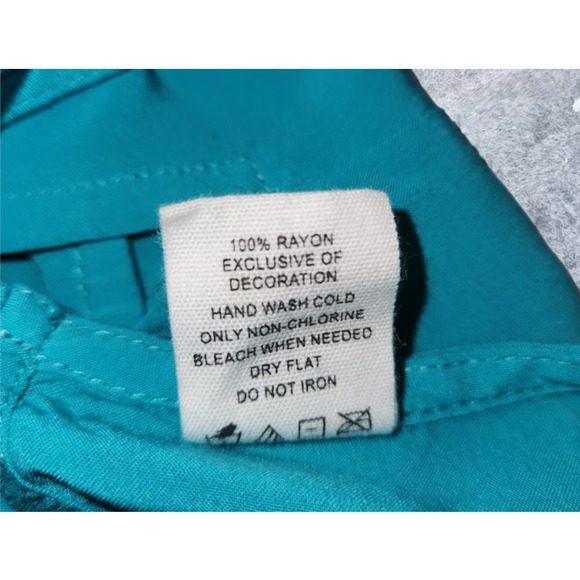 100% RAYON
EXCLUSIVE OF
DECORATION
HAND WASH COLD
ONLY NON-CHLORINE
BLEACH WHEN NEEDED
DRY FLAT
DO NOT IRON